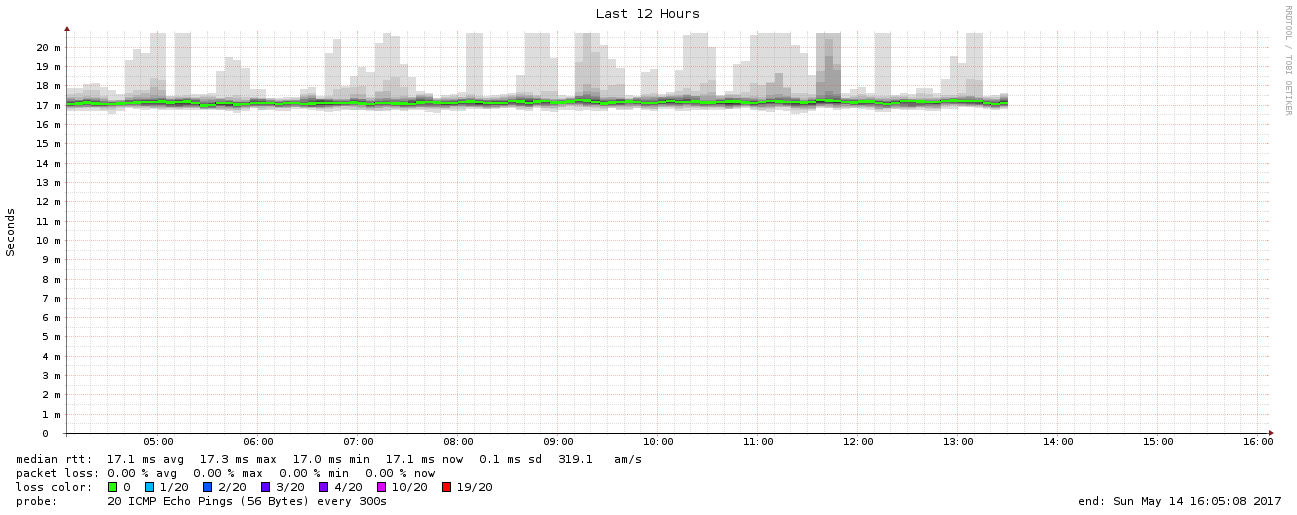 Last 12 Hours
RRDTOOL / TOBI OETIKER
20 m
19 m
18 m
17 m
16 m
15 m
14 m
13 m
12 m
11 m
10 m
9 m
8 m
7 m
6 m
5 m
4 m
3 m
2 m
1 m
0
Seconds
05:00 06:00 07:00 08:00 09:00 10:00 11:00 12:00 13:00 14:00 15:00 16:00
median rtt: 17.1 ms avg 17.3 ms max 17.0 ms min 17.1 ms now 0.1 ms sd 319.1 am/s
packet loss: 0.00 % avg 0.00 % max 0.00 % min 0.00 % now
loss color: 0 1/20 2/20 3/20 4/20 10/20 19/20
probe: 20 ICMP Echo Pings (56 Bytes) every 300s end: Sun May 14 16:05:08 2017